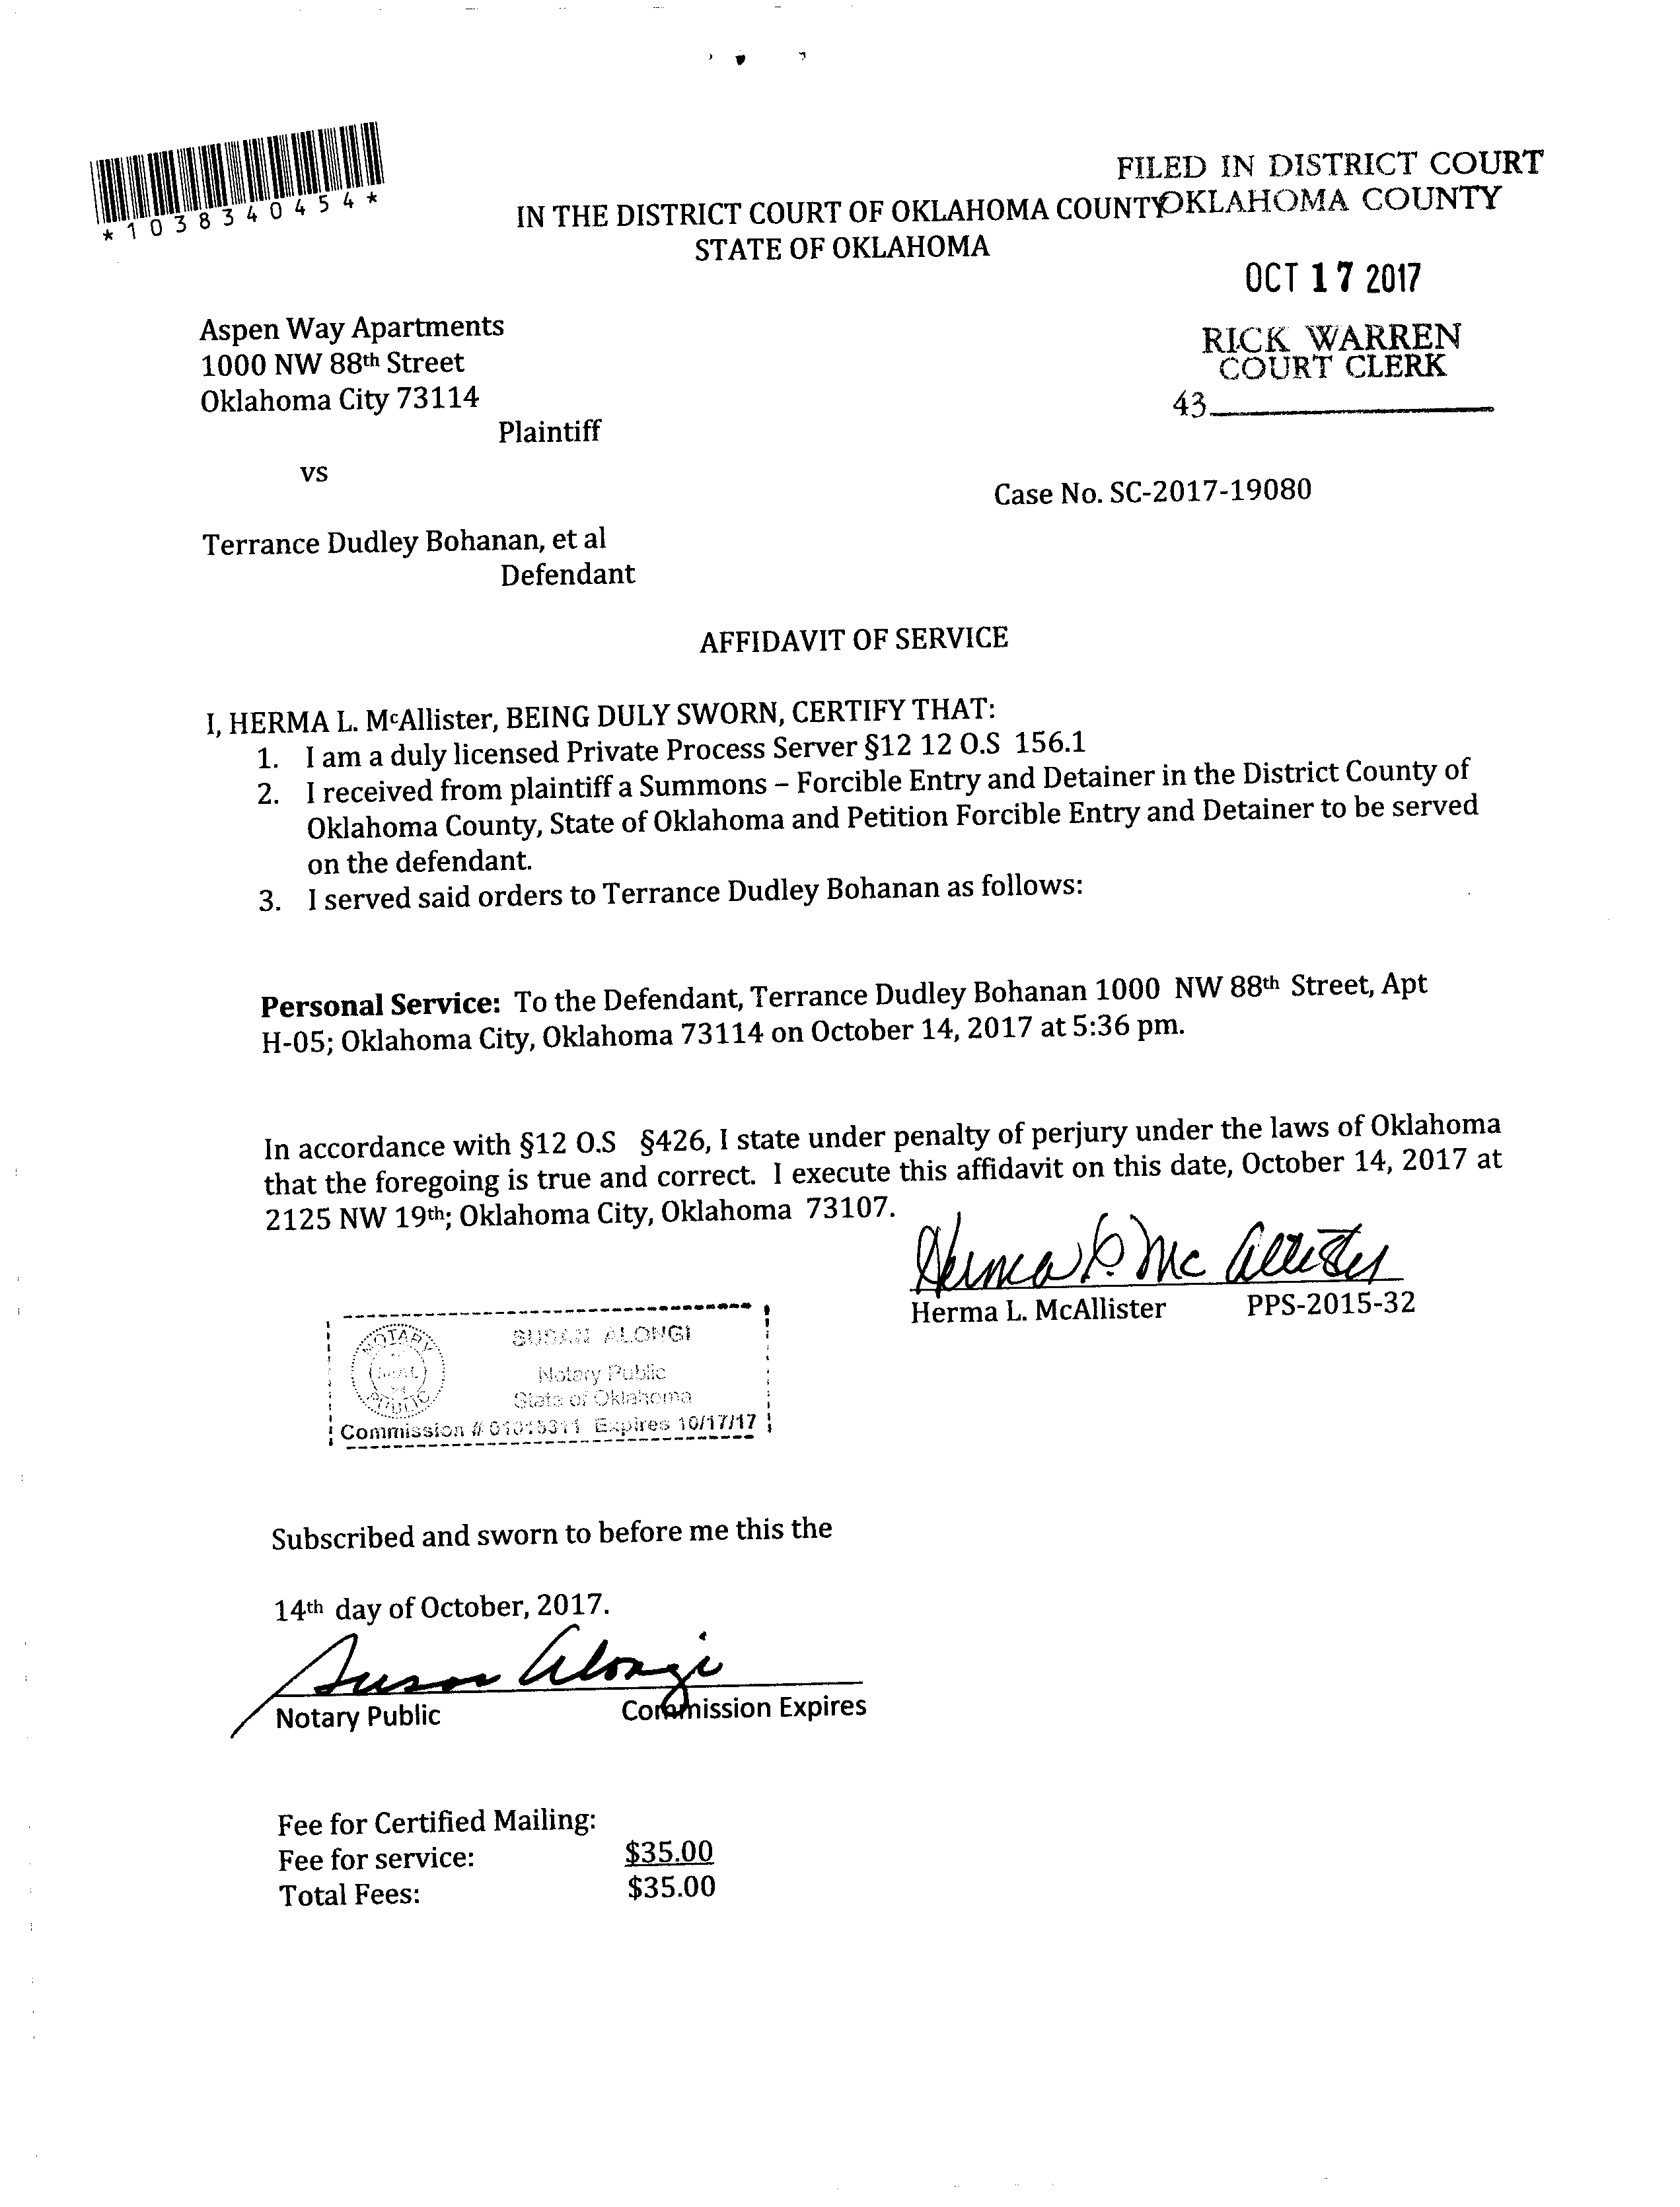 *1038340454*
FILED IN DISTRICT COURT
OKLAHOMA COUNTY
IN THE DISTRICT COURT OF OKLAHOMA COUNTY
STATE OF OKLAHOMA
OCT 17 2017
RICK WARREN
COURT CLERK
43
Aspen Way Apartments
1000 NW 88th Street
Oklahoma City 73114
Plaintiff
vs
Case No. SC-2017-19080
Terrance Dudley Bohanan, et al
Defendant
AFFIDAVIT OF SERVICE
I, HERMA L. McAllister, BEING DULY SWORN, CERTIFY THAT:
1. I am a duly licensed Private Process Server §12 12 O.S 156.1
2. I received from plaintiff a Summons – Forcible Entry and Detainer in the District County of
Oklahoma County, State of Oklahoma and Petition Forcible Entry and Detainer to be served
on the defendant.
3. I served said orders to Terrance Dudley Bohanan as follows:
Personal Service: To the Defendant, Terrance Dudley Bohanan 1000 NW 88th Street, Apt
H-05; Oklahoma City, Oklahoma 73114 on October 14, 2017 at 5:36 pm.
In accordance with §12 O.S §426, I state under penalty of perjury under the laws of Oklahoma
that the foregoing is true and correct. I execute this affidavit on this date, October 14, 2017 at
2125 NW 19th; Oklahoma City, Oklahoma 73107.
Herma L. McAllister
Herma L. McAllister PPS-2015-32
NOTARY
PUBLIC
SUSAN ALONGI
Notary Public
State of Oklahoma
Commission # 01015311 Expires 10/17/17
Subscribed and sworn to before me this the
14th day of October, 2017.
Susan Alongi
Notary Public Commission Expires
Fee for Certified Mailing:
Fee for service: $35.00
Total Fees: $35.00